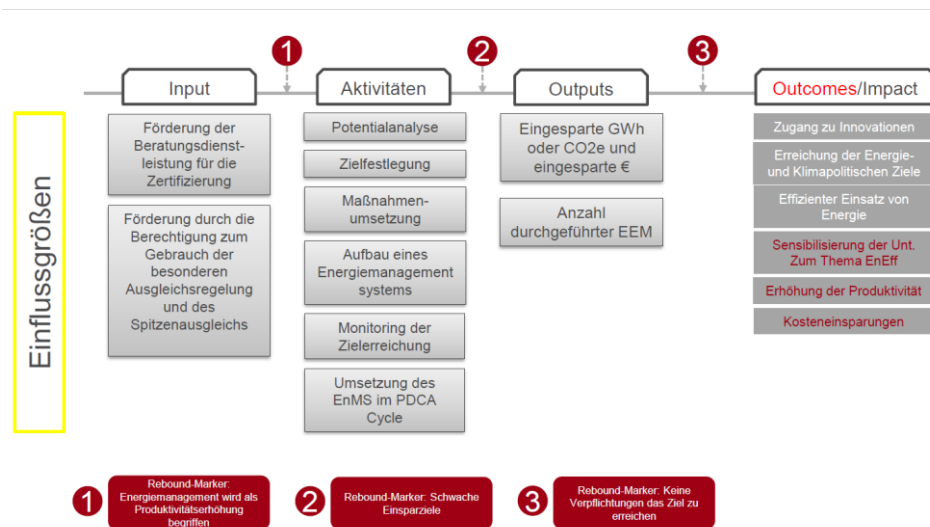 1
2
3
Input
Aktivitäten
Outputs
Outcomes/Impact
Einflussgrößen
Förderung der
Beratungsdienst-
leistung für die
Zertifizierung
Förderung durch die
Berechtigung zum
Gebrauch der
besonderen
Ausgleichsregelung
und des
Spitzenausgleichs
Potentialanalyse
Zielfestlegung
Maßnahmen-
umsetzung
Aufbau eines
Energiemanagement
systems
Monitoring der
Zielerreichung
Umsetzung des
EnMS im PDCA
Cycle
Eingesparte GWh
oder CO2e und
eingesparte €
Anzahl
durchgeführter EEM
Zugang zu Innovationen
Erreichung der Energie-
und Klimapolitischen Ziele
Effizienter Einsatz von
Energie
Sensibilisierung der Unt.
Zum Thema EnEff
Erhöhung der Produktivität
Kosteneinsparungen
1
Rebound-Marker:
Energiemanagement wird als
Produktivitätserhöhung
begriffen
2
Rebound-Marker: Schwache
Einsparziele
3
Rebound-Marker: Keine
Verpflichtungen das Ziel zu
erreichen